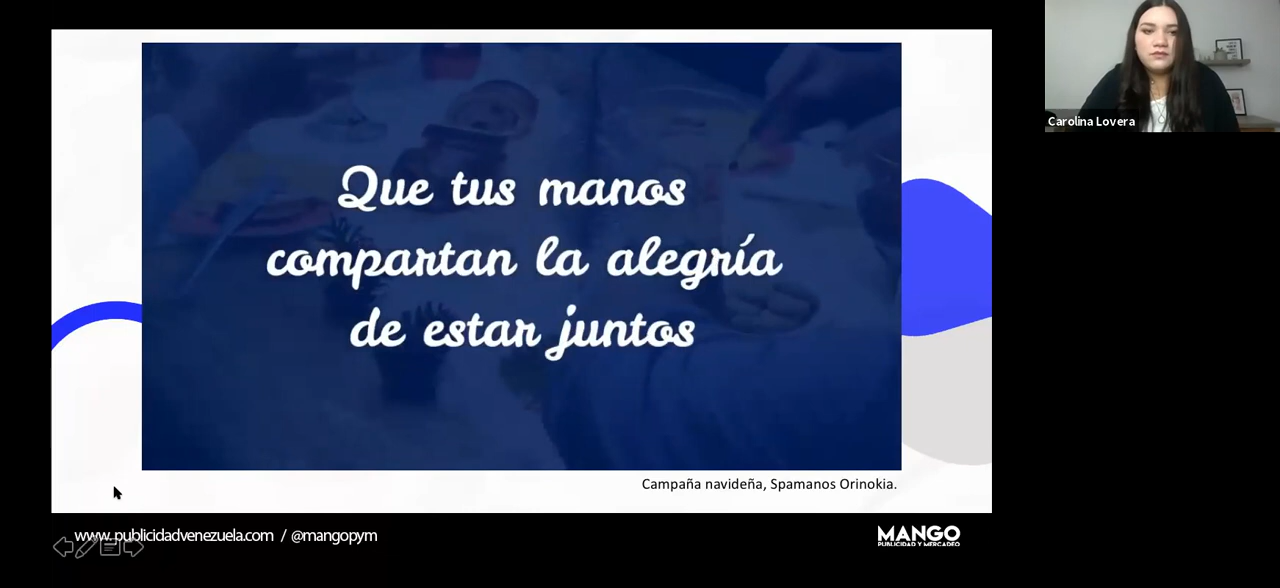 Que tus manos
compartan la alegría
de estar juntos
Campaña navideña, Spamanos Orinokia.
www.publicidadvenezuela.com / @mangopym
MANGO
PUBLICIDAD Y MERCADEO
Carolina Lovera